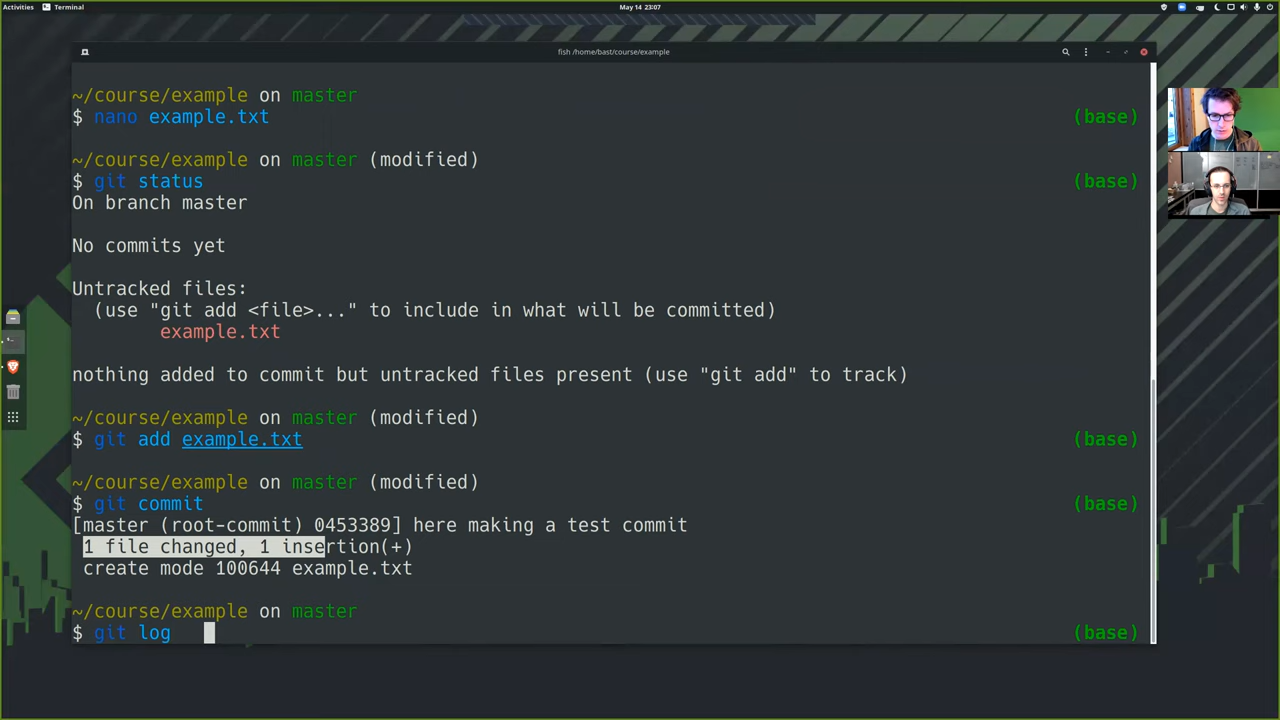 Activities Terminal May 14 23:07
fish /home/bast/course/example
~/course/example on master
$ nano example.txt (base)
~/course/example on master (modified)
$ git status (base)
On branch master
No commits yet
Untracked files:
(use "git add <file>..." to include in what will be committed)
example.txt
nothing added to commit but untracked files present (use "git add" to track)
~/course/example on master (modified)
$ git add example.txt (base)
~/course/example on master (modified)
$ git commit (base)
[master (root-commit) 0453389] here making a test commit
1 file changed, 1 insertion(+)
create mode 100644 example.txt
~/course/example on master
$ git log (base)